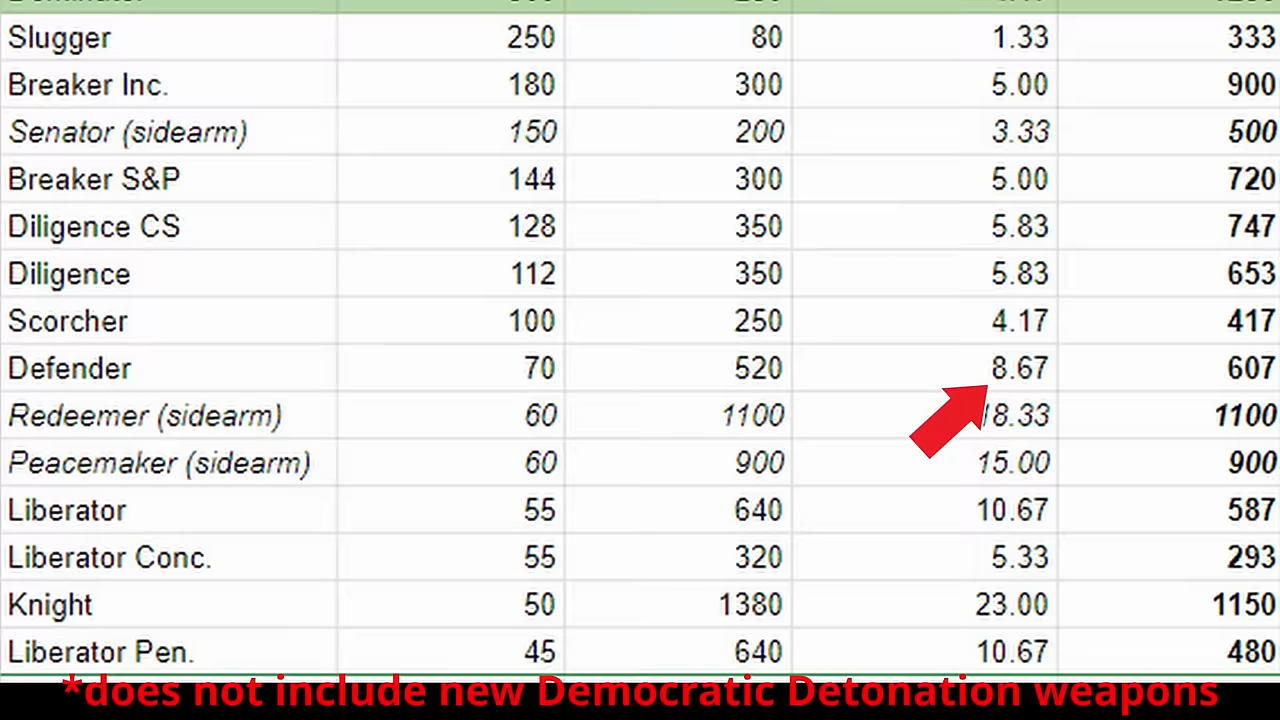 Slugger 250 80 1.33 333
Breaker Inc. 180 300 5.00 900
Senator (sidearm) 150 200 3.33 500
Breaker S&P 144 300 5.00 720
Diligence CS 128 350 5.83 747
Diligence 112 350 5.83 653
Scorcher 100 250 4.17 417
Defender 70 520 8.67 607
Redeemer (sidearm) 60 1100 18.33 1100
Peacemaker (sidearm) 60 900 15.00 900
Liberator 55 640 10.67 587
Liberator Conc. 55 320 5.33 293
Knight 50 1380 23.00 1150
Liberator Pen. 45 640 10.67 480
*does not include new Democratic Detonation weapons